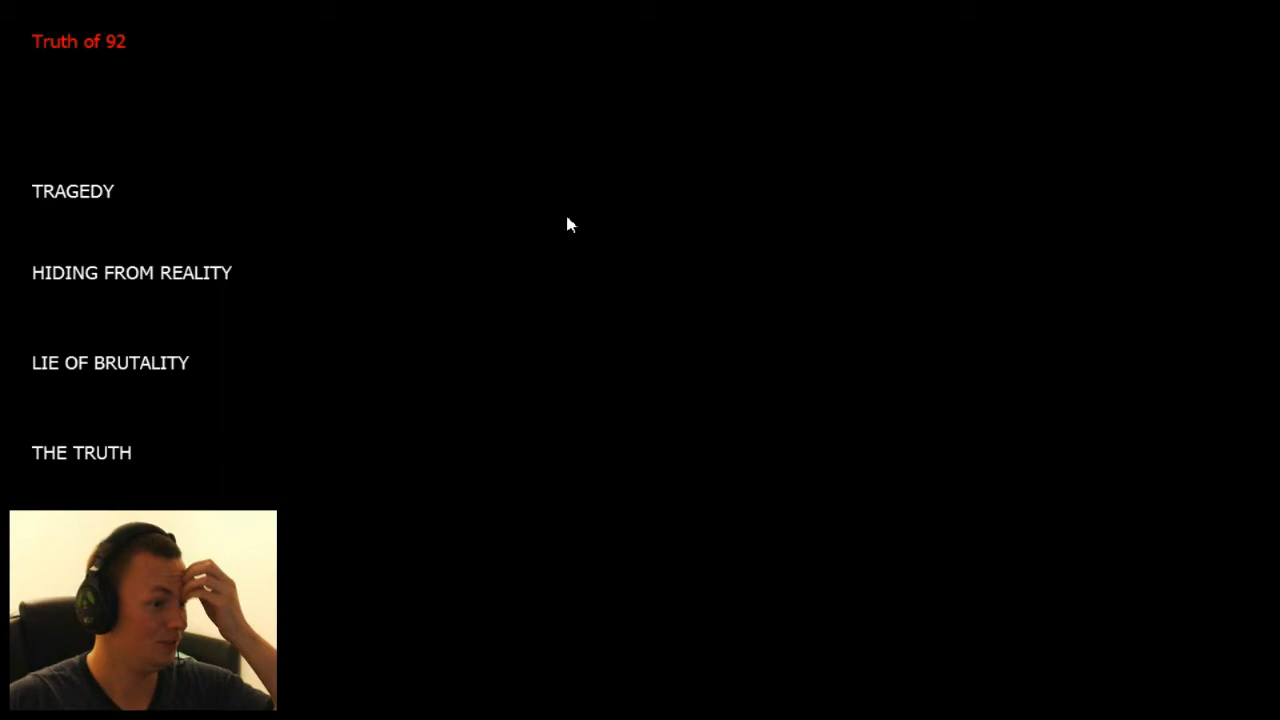 Truth of 92
TRAGEDY
HIDING FROM REALITY
LIE OF BRUTALITY
THE TRUTH